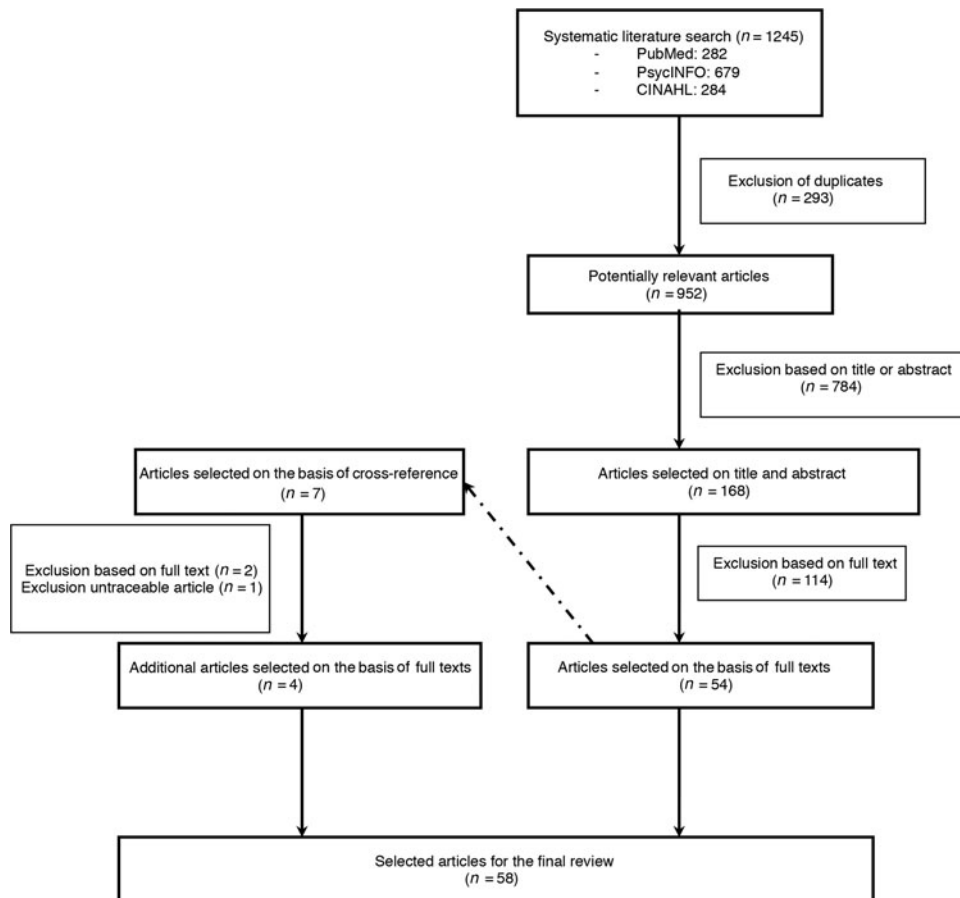 Systematic literature search (n = 1245)
- PubMed: 282
- PsycINFO: 679
- CINAHL: 284
Exclusion of duplicates
(n = 293)
Potentially relevant articles
(n = 952)
Exclusion based on title or abstract
(n = 784)
Articles selected on the basis of cross-reference
(n = 7)
Articles selected on title and abstract
(n = 168)
Exclusion based on full text (n = 2)
Exclusion untraceable article (n = 1)
Exclusion based on full text
(n = 114)
Additional articles selected on the basis of full texts
(n = 4)
Articles selected on the basis of full texts
(n = 54)
Selected articles for the final review
(n = 58)